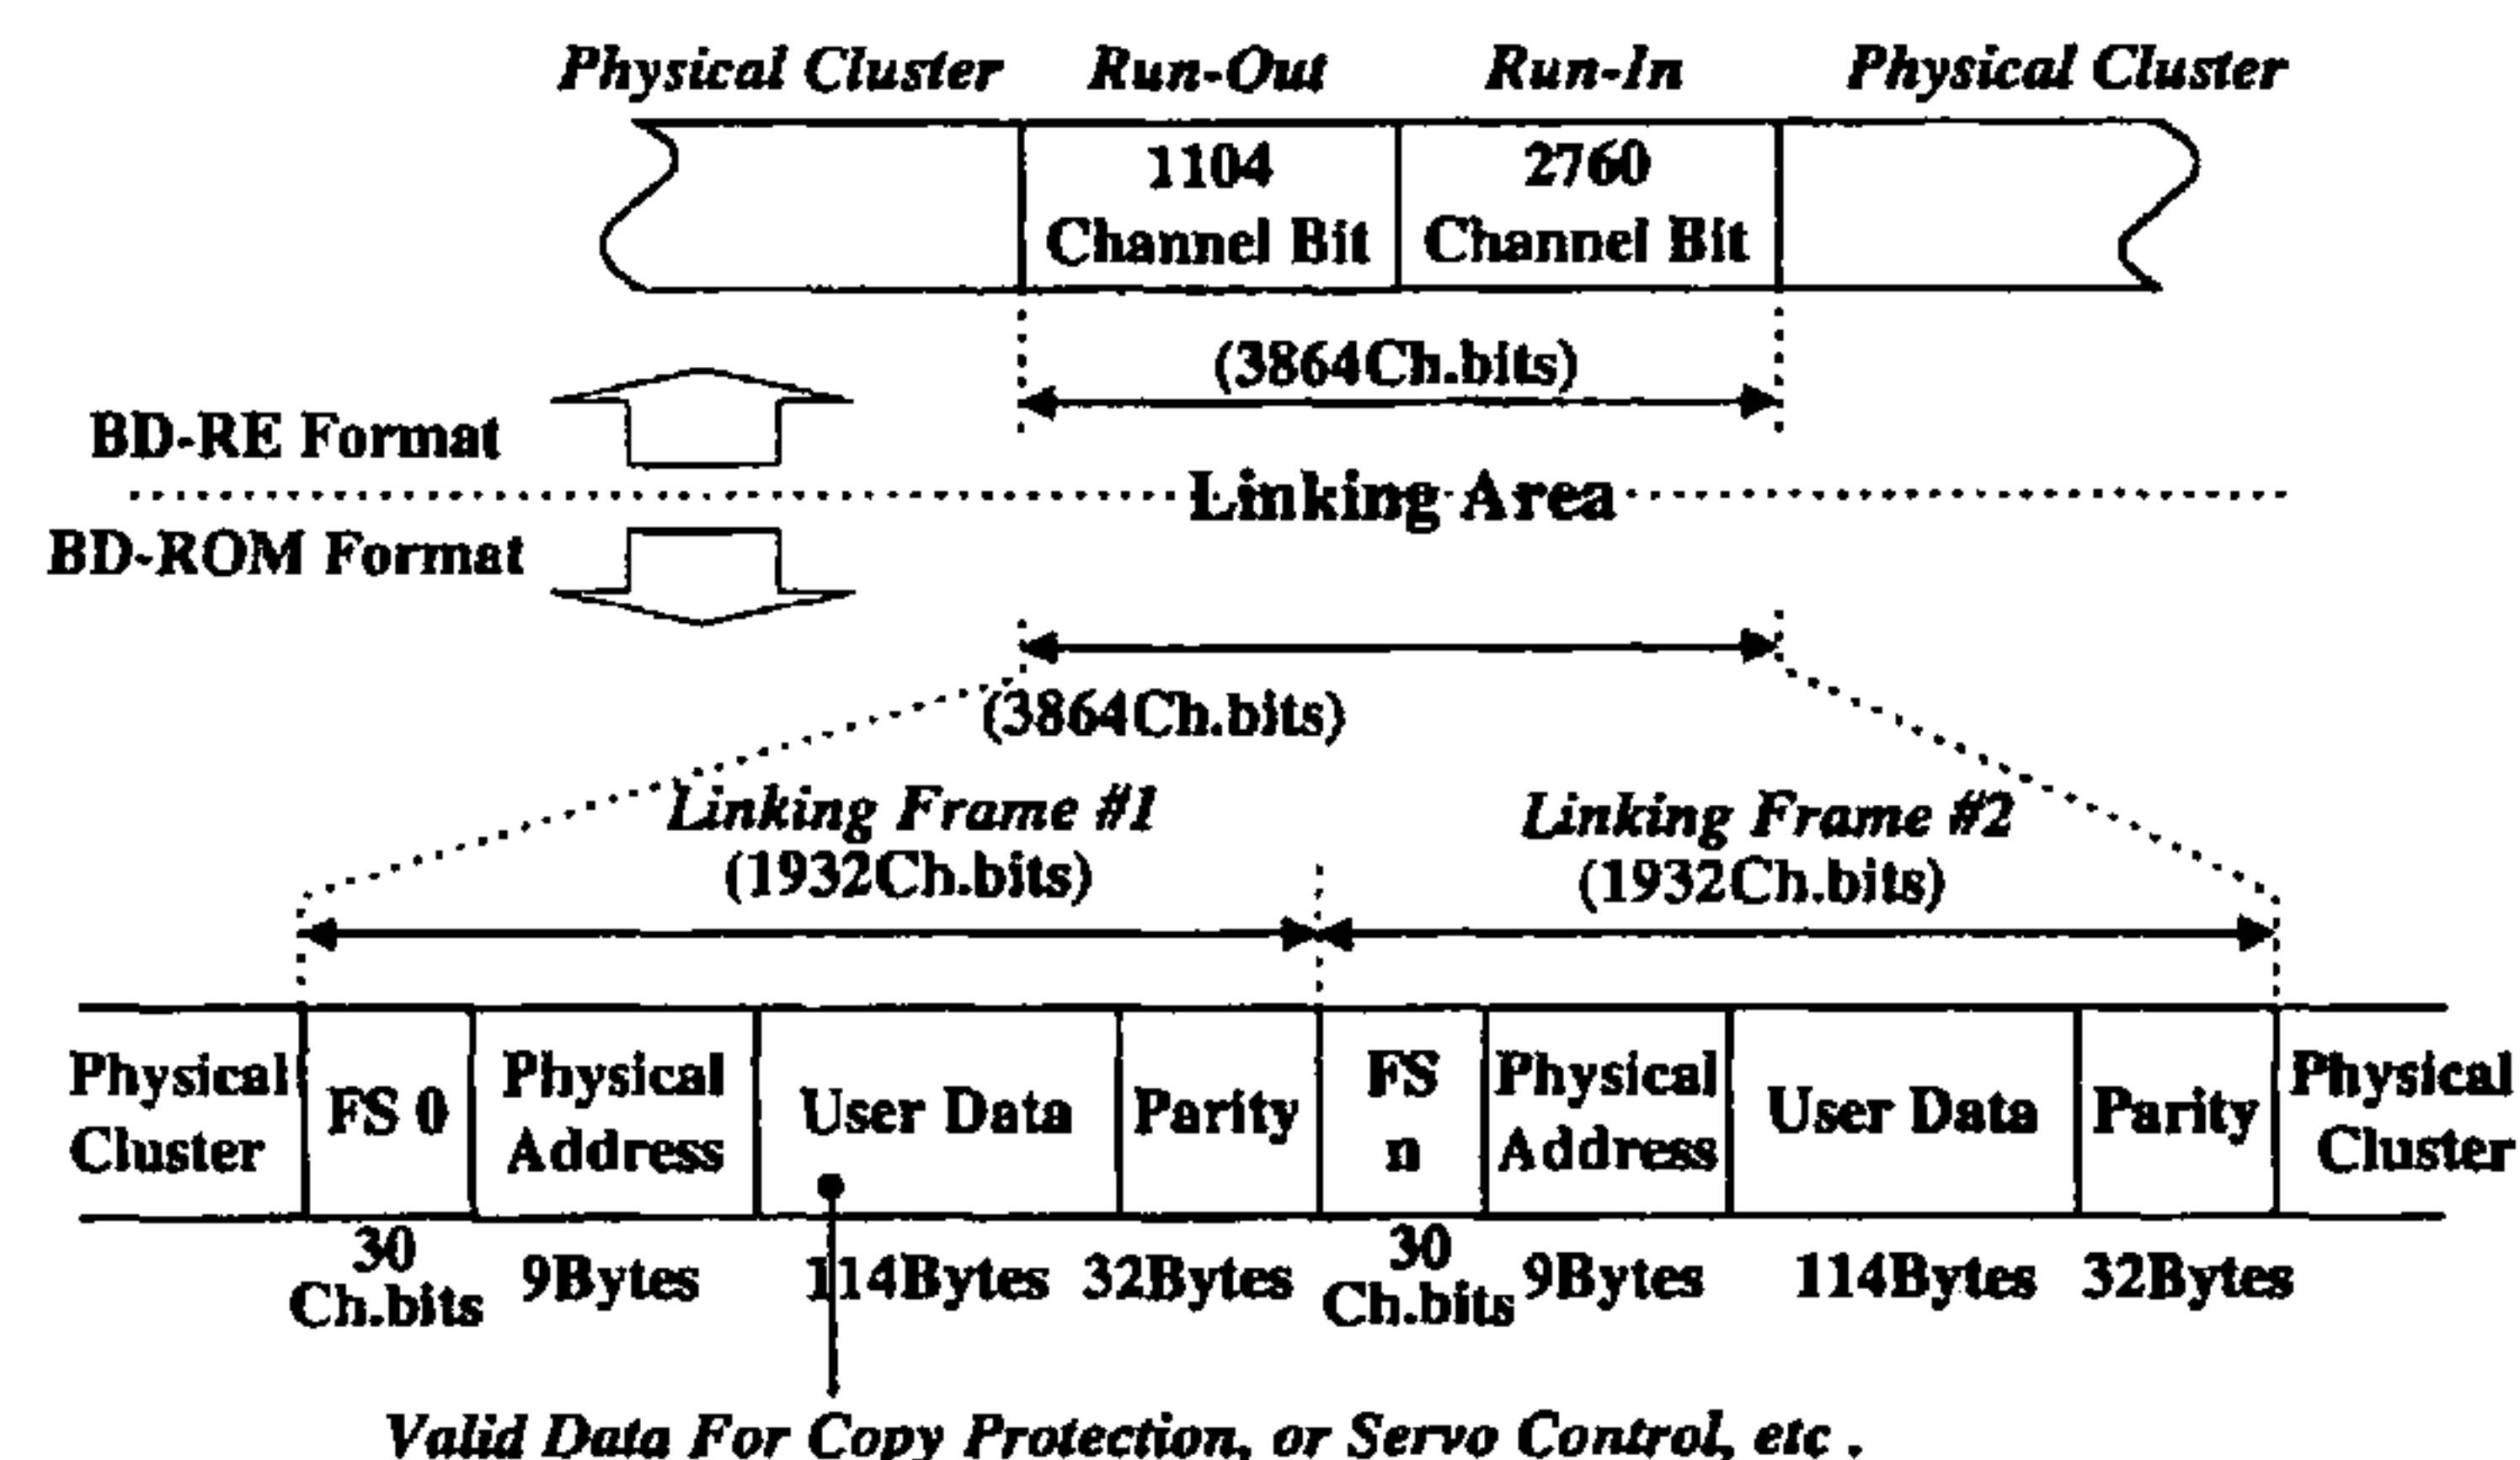 Physical Cluster Run-Out Run-In Physical Cluster
1104 2760
Channel Bit Channel Bit
(3864Ch.bits)
BD-RE Format
Linking Area
BD-ROM Format
(3864Ch.bits)
Linking Frame #1 Linking Frame #2
(1932Ch.bits) (1932Ch.bits)
Physical Cluster
FS 0
Physical Address
User Data
Parity
FS n
Physical Address
User Data
Parity
Physical Cluster
30 Ch.bits
9Bytes
114Bytes
32Bytes
30 Ch.bits
9Bytes
114Bytes
32Bytes
Valid Data For Copy Protection, or Servo Control, etc .